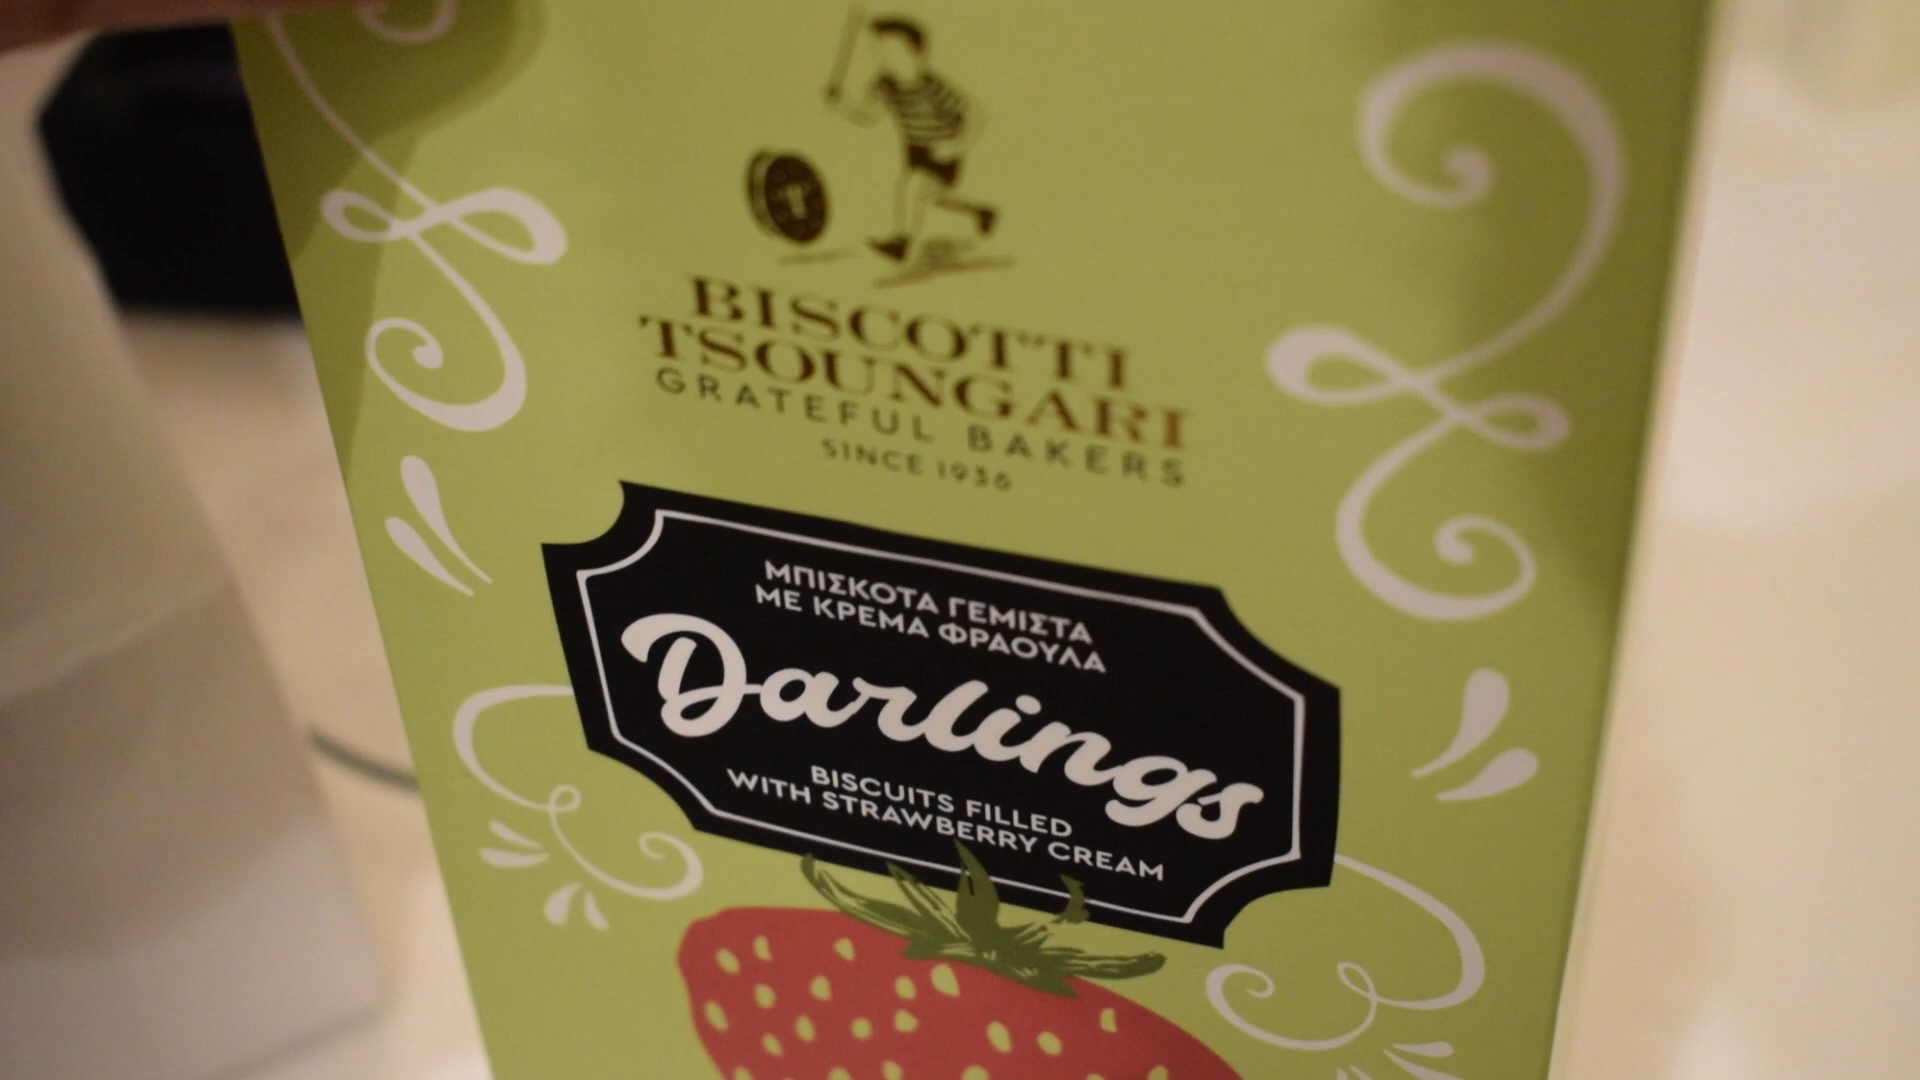 BISCOTTI
TSOUNGARI
GRATEFUL BAKERS
SINCE 1936
ΜΠΙΣΚΟΤΑ ΓΕΜΙΣΤΑ
ΜΕ ΚΡΕΜΑ ΦΡΑΟΥΛΑ
Darlings
BISCUITS FILLED
WITH STRAWBERRY CREAM